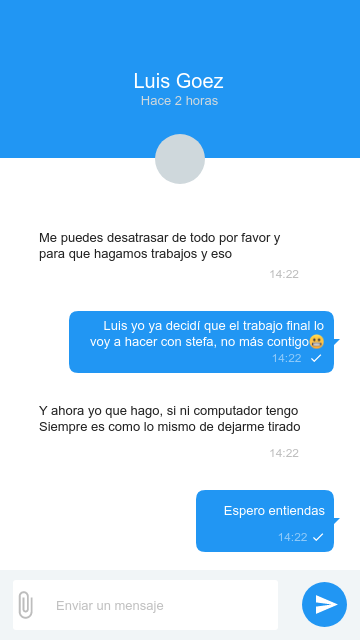 Luis Goez
Hace 2 horas
Me puedes desatrasar de todo por favor y
para que hagamos trabajos y eso
14:22
Luis yo ya decidí que el trabajo final lo
voy a hacer con stefa, no más contigo😬
14:22
Y ahora yo que hago, si ni computador tengo
Siempre es como lo mismo de dejarme tirado
14:22
Espero entiendas
14:22
Enviar un mensaje